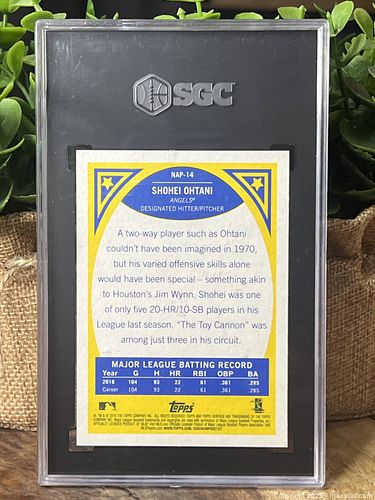 SGC
NAP-14
SHOHEI OHTANI
ANGELS®
DESIGNATED HITTER/PITCHER
A two-way player such as Ohtani
couldn't have been imagined in 1970,
but his varied offensive skills alone
would have been special – something akin
to Houston's Jim Wynn. Shohei was one
of only five 20-HR/10-SB players in his
League last season. "The Toy Cannon" was
among just three in his circuit.
MAJOR LEAGUE BATTING RECORD
Year G H HR RBI OBP BA
2018 104 93 22 61 .361 .285
Career 104 93 22 61 .361 .285
Topps